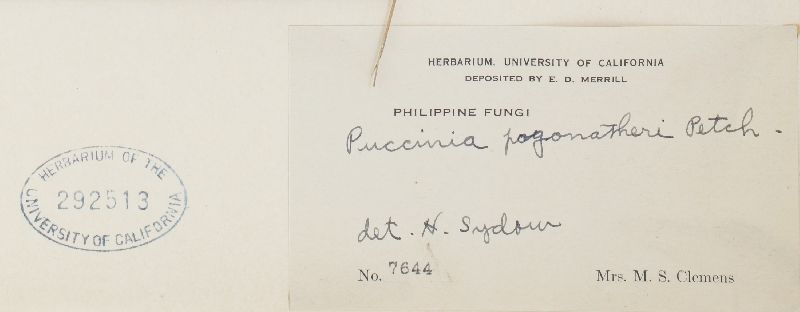 HERBARIUM OF THE
292513
UNIVERSITY OF CALIFORNIA
HERBARIUM, UNIVERSITY OF CALIFORNIA
DEPOSITED BY E. D. MERRILL
PHILIPPINE FUNGI
Puccinia pogonatheri Petch.
det. H. Sydow
No. 7644 Mrs. M. S. Clemens